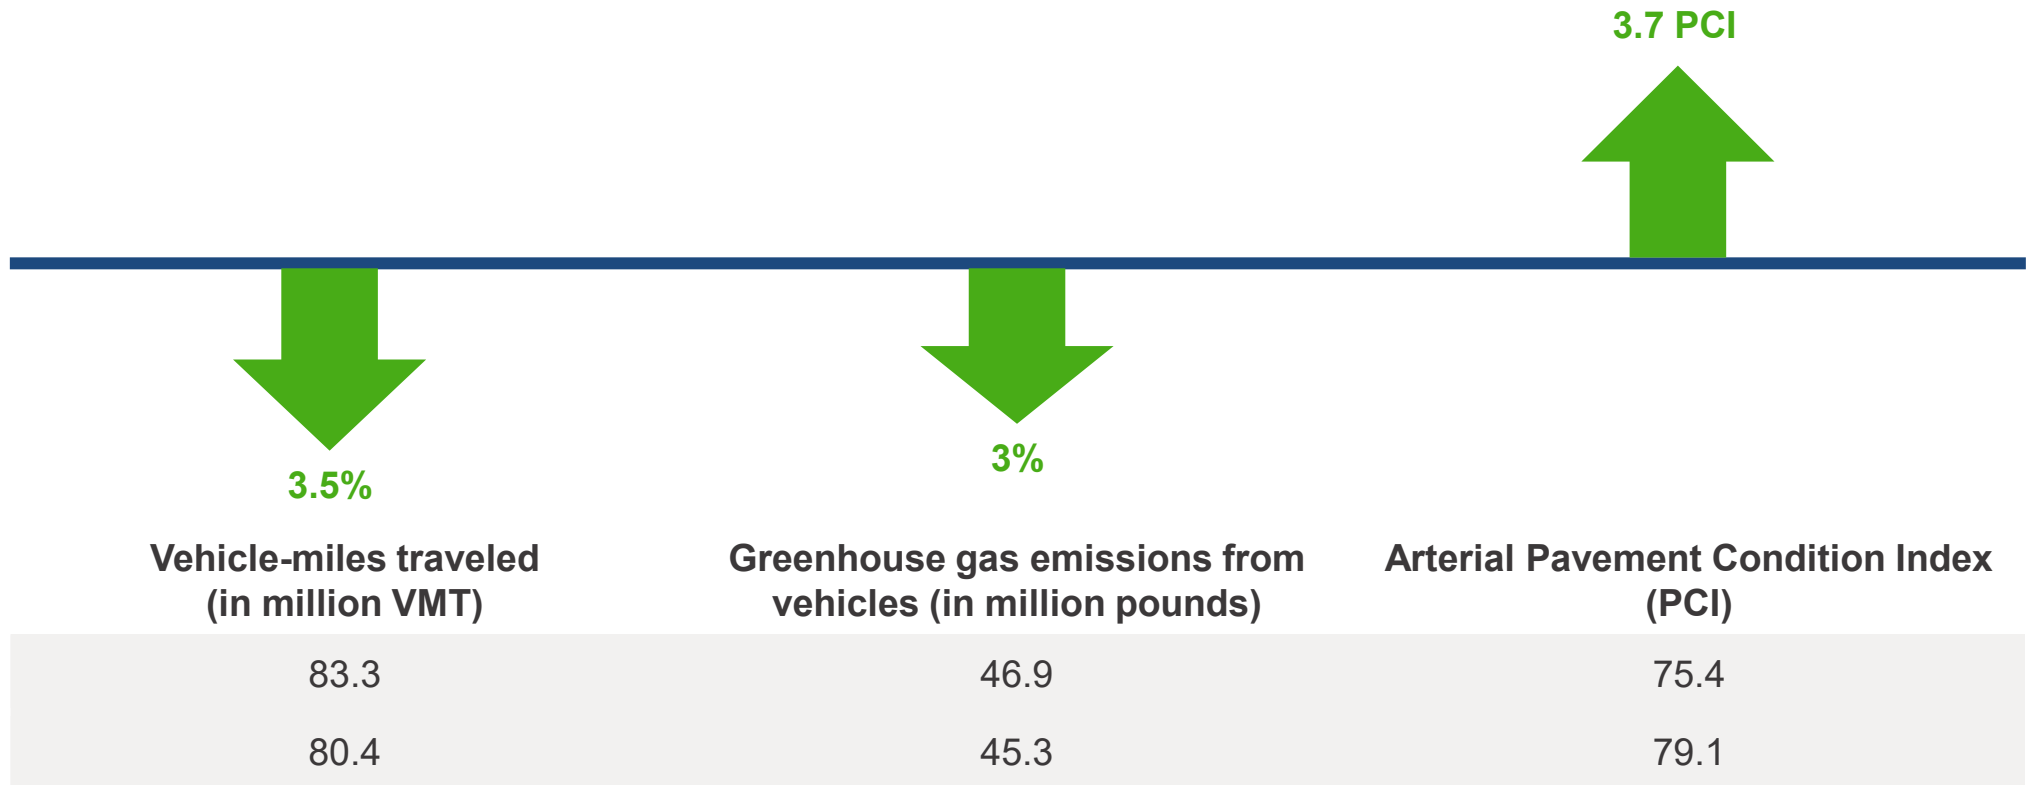 3.7 PCI
3.5%
3%
Vehicle-miles traveled
(in million VMT)
Greenhouse gas emissions from
vehicles (in million pounds)
Arterial Pavement Condition Index
(PCI)
83.3 46.9 75.4
80.4 45.3 79.1